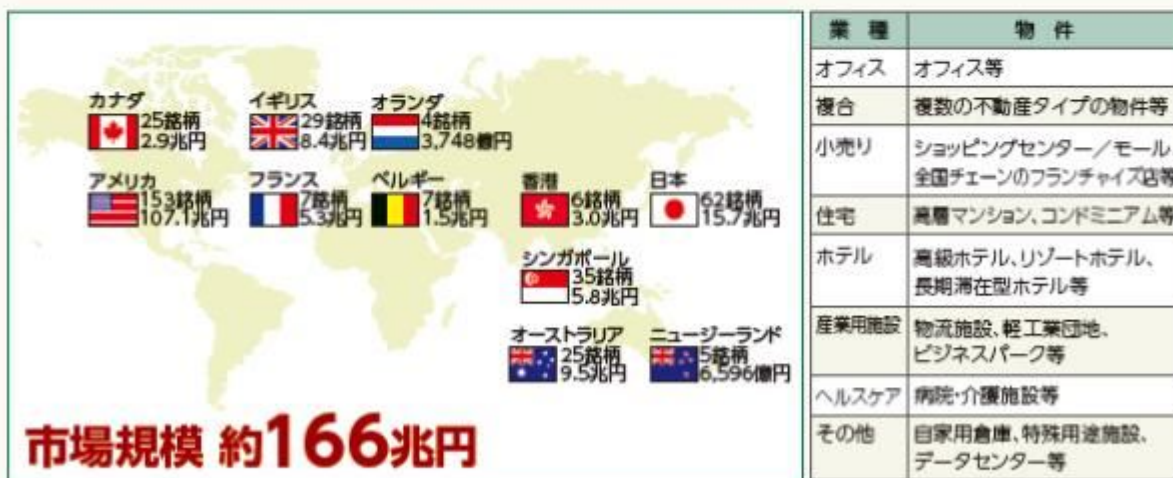 カナダ
25銘柄
2.9兆円
イギリス
29銘柄
8.4兆円
オランダ
4銘柄
3,748億円
アメリカ
153銘柄
107.1兆円
フランス
7銘柄
5.3兆円
ベルギー
7銘柄
1.5兆円
香港
6銘柄
3.0兆円
日本
62銘柄
15.7兆円
シンガポール
35銘柄
5.8兆円
オーストラリア
25銘柄
9.5兆円
ニュージーランド
5銘柄
6,596億円
市場規模 約166兆円
業種 物件
オフィス オフィス等
複合 複数の不動産タイプの物件等
小売り ショッピングセンター／モール
全国チェーンのフランチャイズ店等
住宅 高層マンション、コンドミニアム等
ホテル 高級ホテル、リゾートホテル、
長期滞在型ホテル等
産業用施設 物流施設、軽工業団地、
ビジネスパーク等
ヘルスケア 病院・介護施設等
その他 自家用倉庫、特殊用途施設、
データセンター等